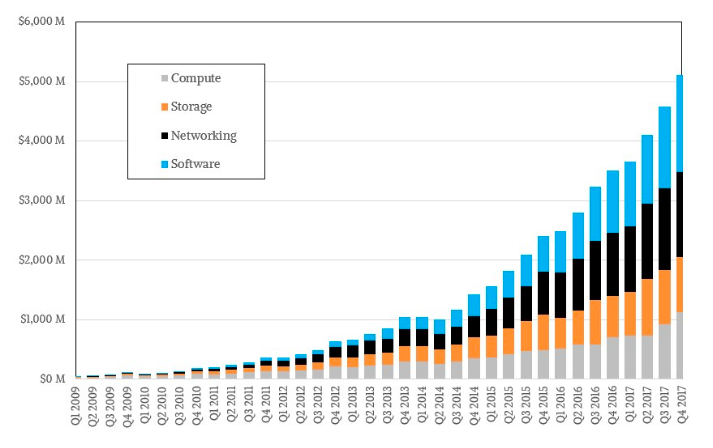 $6,000 M
$5,000 M
$4,000 M
$3,000 M
$2,000 M
$1,000 M
$0 M
Compute
Storage
Networking
Software
Q1 2009
Q2 2009
Q3 2009
Q4 2009
Q1 2010
Q2 2010
Q3 2010
Q4 2010
Q1 2011
Q2 2011
Q3 2011
Q4 2011
Q1 2012
Q2 2012
Q3 2012
Q4 2012
Q1 2013
Q2 2013
Q3 2013
Q4 2013
Q1 2014
Q2 2014
Q3 2014
Q4 2014
Q1 2015
Q2 2015
Q3 2015
Q4 2015
Q1 2016
Q2 2016
Q3 2016
Q4 2016
Q1 2017
Q2 2017
Q3 2017
Q4 2017